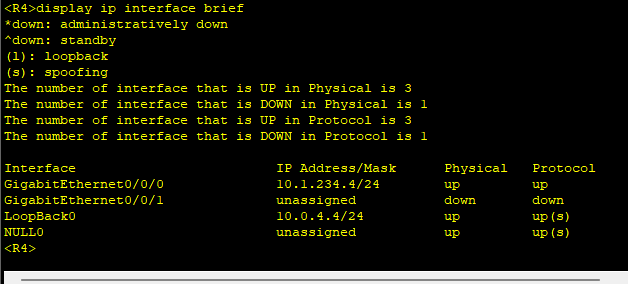 <R4>display ip interface brief
*down: administratively down
^down: standby
(l): loopback
(s): spoofing
The number of interface that is UP in Physical is 3
The number of interface that is DOWN in Physical is 1
The number of interface that is UP in Protocol is 3
The number of interface that is DOWN in Protocol is 1
Interface IP Address/Mask Physical Protocol
GigabitEthernet0/0/0 10.1.234.4/24 up up
GigabitEthernet0/0/1 unassigned down down
LoopBack0 10.0.4.4/24 up up(s)
NULL0 unassigned up up(s)
<R4>